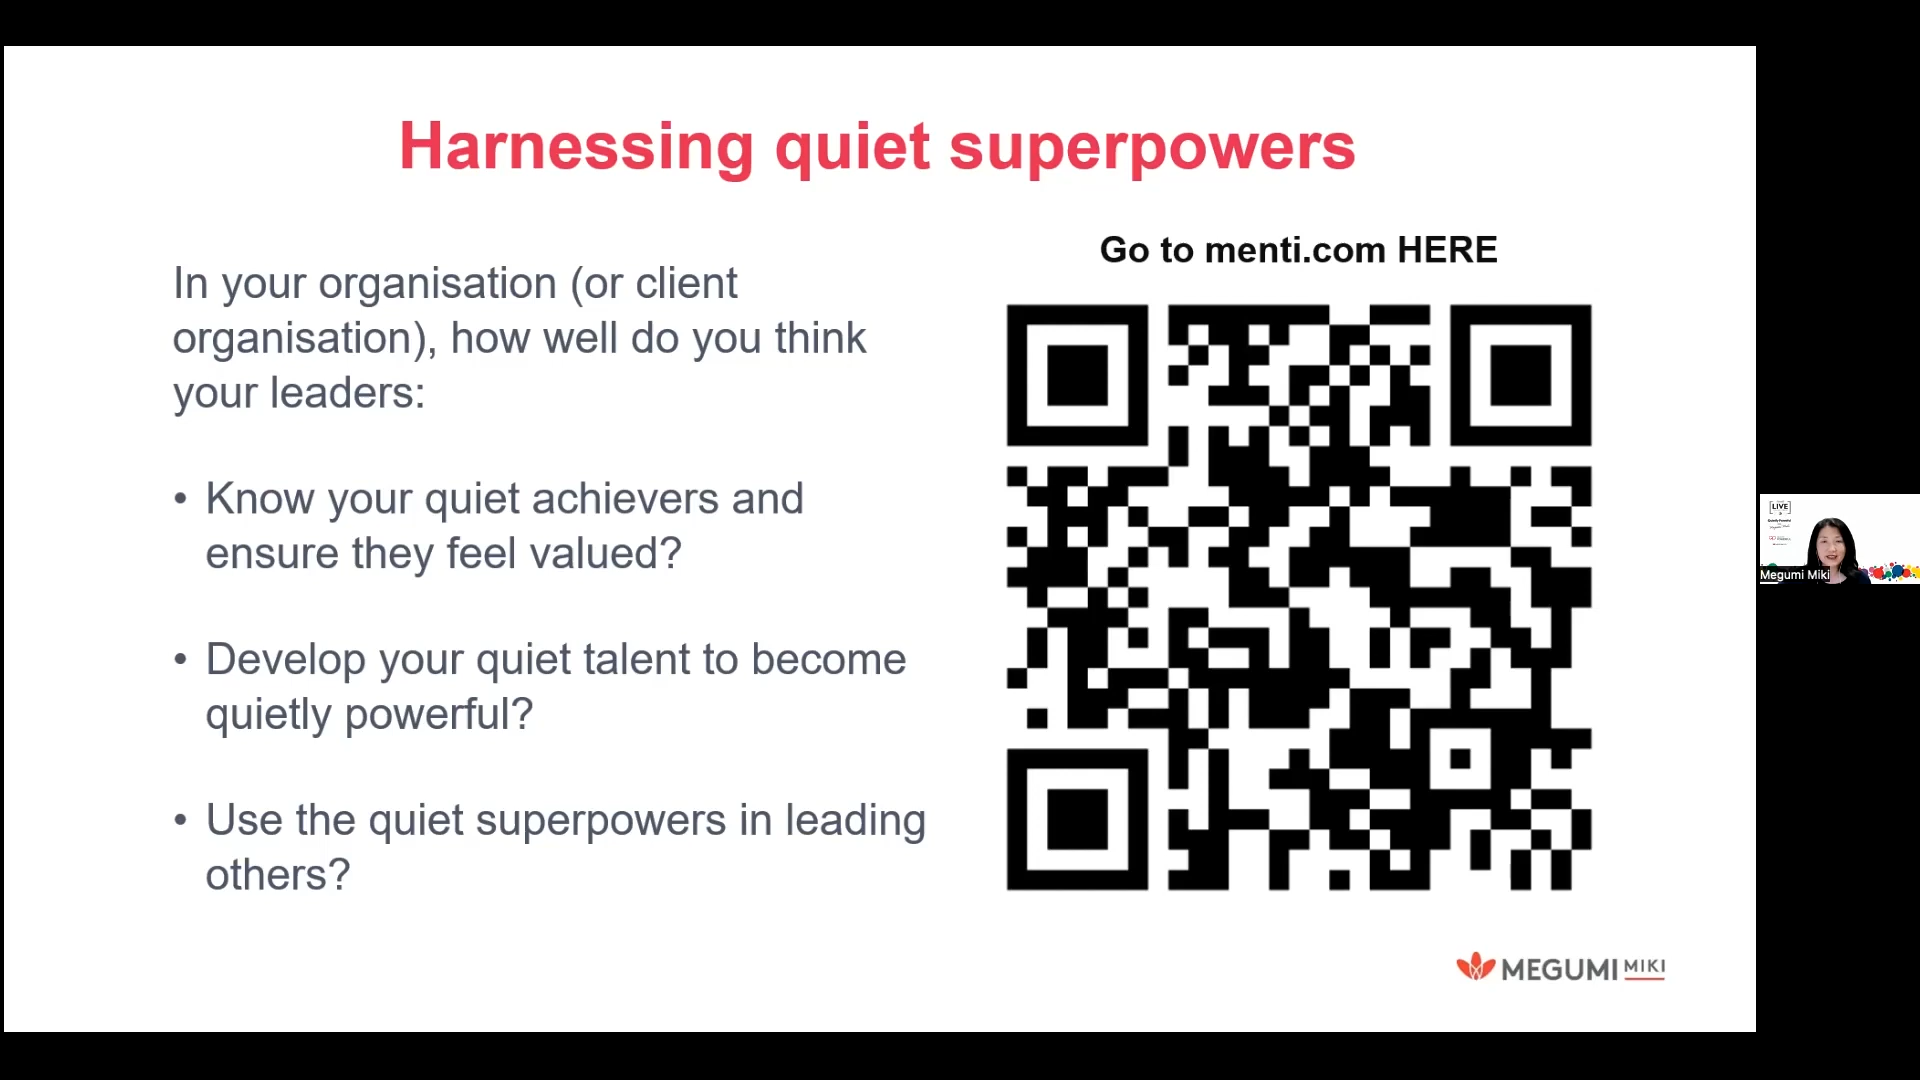 Harnessing quiet superpowers
Go to menti.com HERE
In your organisation (or client
organisation), how well do you think
your leaders:
• Know your quiet achievers and
ensure they feel valued?
• Develop your quiet talent to become
quietly powerful?
• Use the quiet superpowers in leading
others?
MEGUMI MIKI
LIVE
Megumi Miki